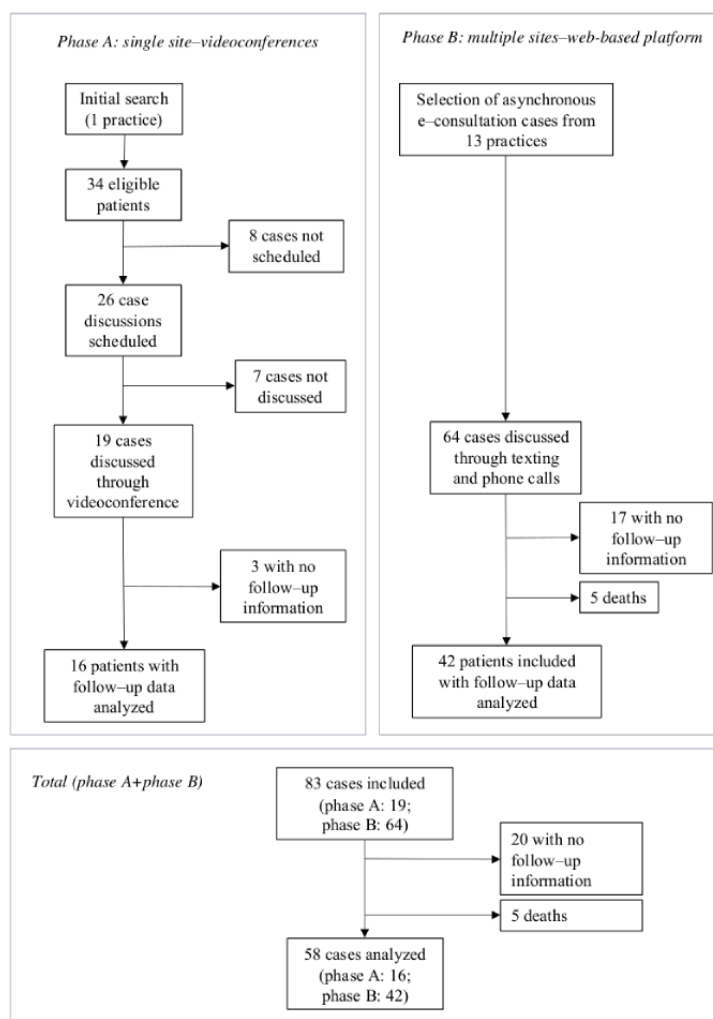 Phase A: single site–videoconferences
Initial search
(1 practice)
34 eligible
patients
8 cases not
scheduled
26 case
discussions
scheduled
7 cases not
discussed
19 cases
discussed
through
videoconference
3 with no
follow–up
information
16 patients with
follow–up data
analyzed
Phase B: multiple sites–web-based platform
Selection of asynchronous
e–consultation cases from
13 practices
64 cases discussed
through texting
and phone calls
17 with no
follow–up
information
5 deaths
42 patients included
with follow–up data
analyzed
Total (phase A+phase B)
83 cases included
(phase A: 19;
phase B: 64)
20 with no
follow–up
information
5 deaths
58 cases analyzed
(phase A: 16;
phase B: 42)